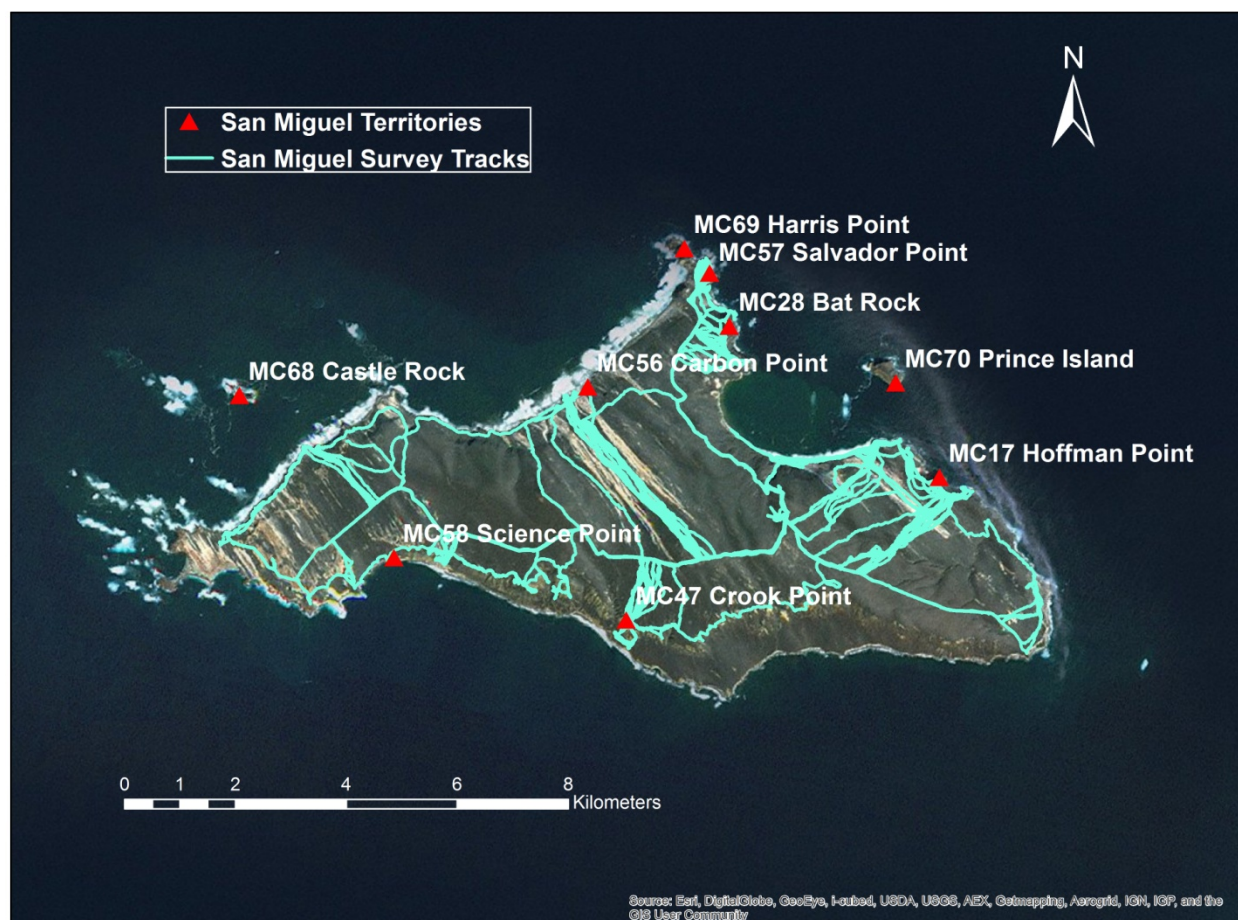 N
San Miguel Territories
San Miguel Survey Tracks
MC69 Harris Point
MC57 Salvador Point
MC28 Bat Rock
MC56 Carbon Point
MC70 Prince Island
MC68 Castle Rock
MC17 Hoffman Point
MC58 Science Point
MC47 Crook Point
0 1 2 4 6 8
Kilometers
Source: Esri, DigitalGlobe, GeoEye, i-cubed, USDA, USGS, AEX, Getmapping, Aerogrid, IGN, IGP, and the
GIS User Community